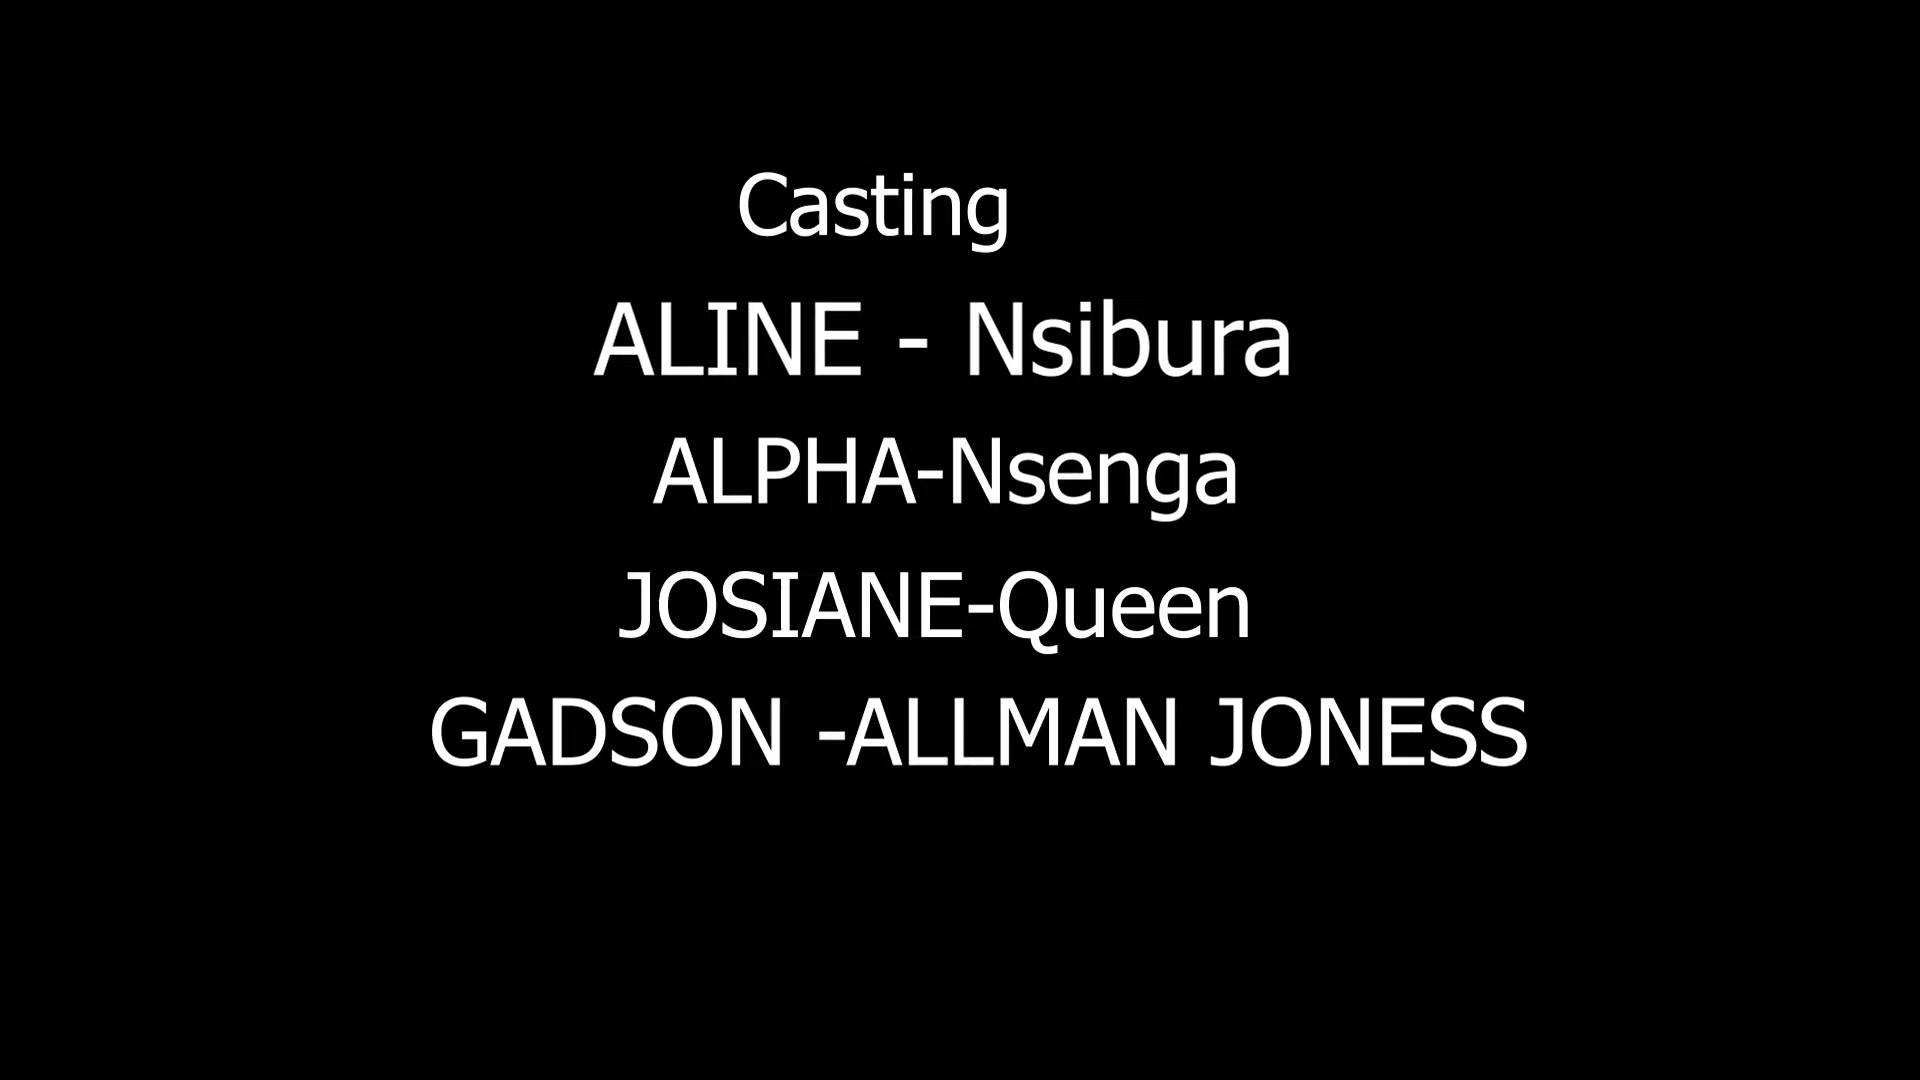 Casting
ALINE - Nsibura
ALPHA-Nsenga
JOSIANE-Queen
GADSON -ALLMAN JONESS